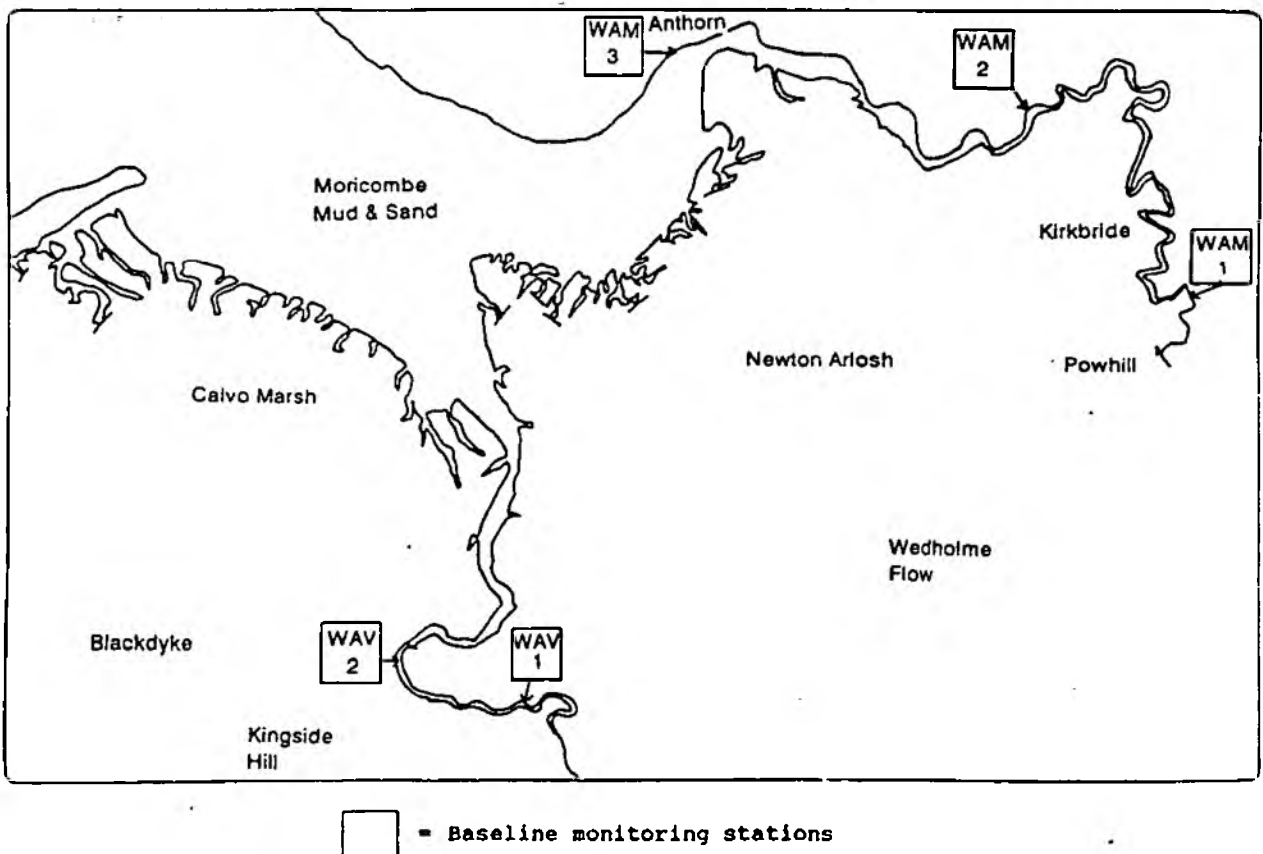 WAM
3
Anthorn
WAM
2
Moricombe
Mud & Sand
Kirkbride
WAM
1
Newton Arlosh
Powhill
Calvo Marsh
Wedholme
Flow
Blackdyke
WAV
2
WAV
1
Kingside
Hill
= Baseline monitoring stations